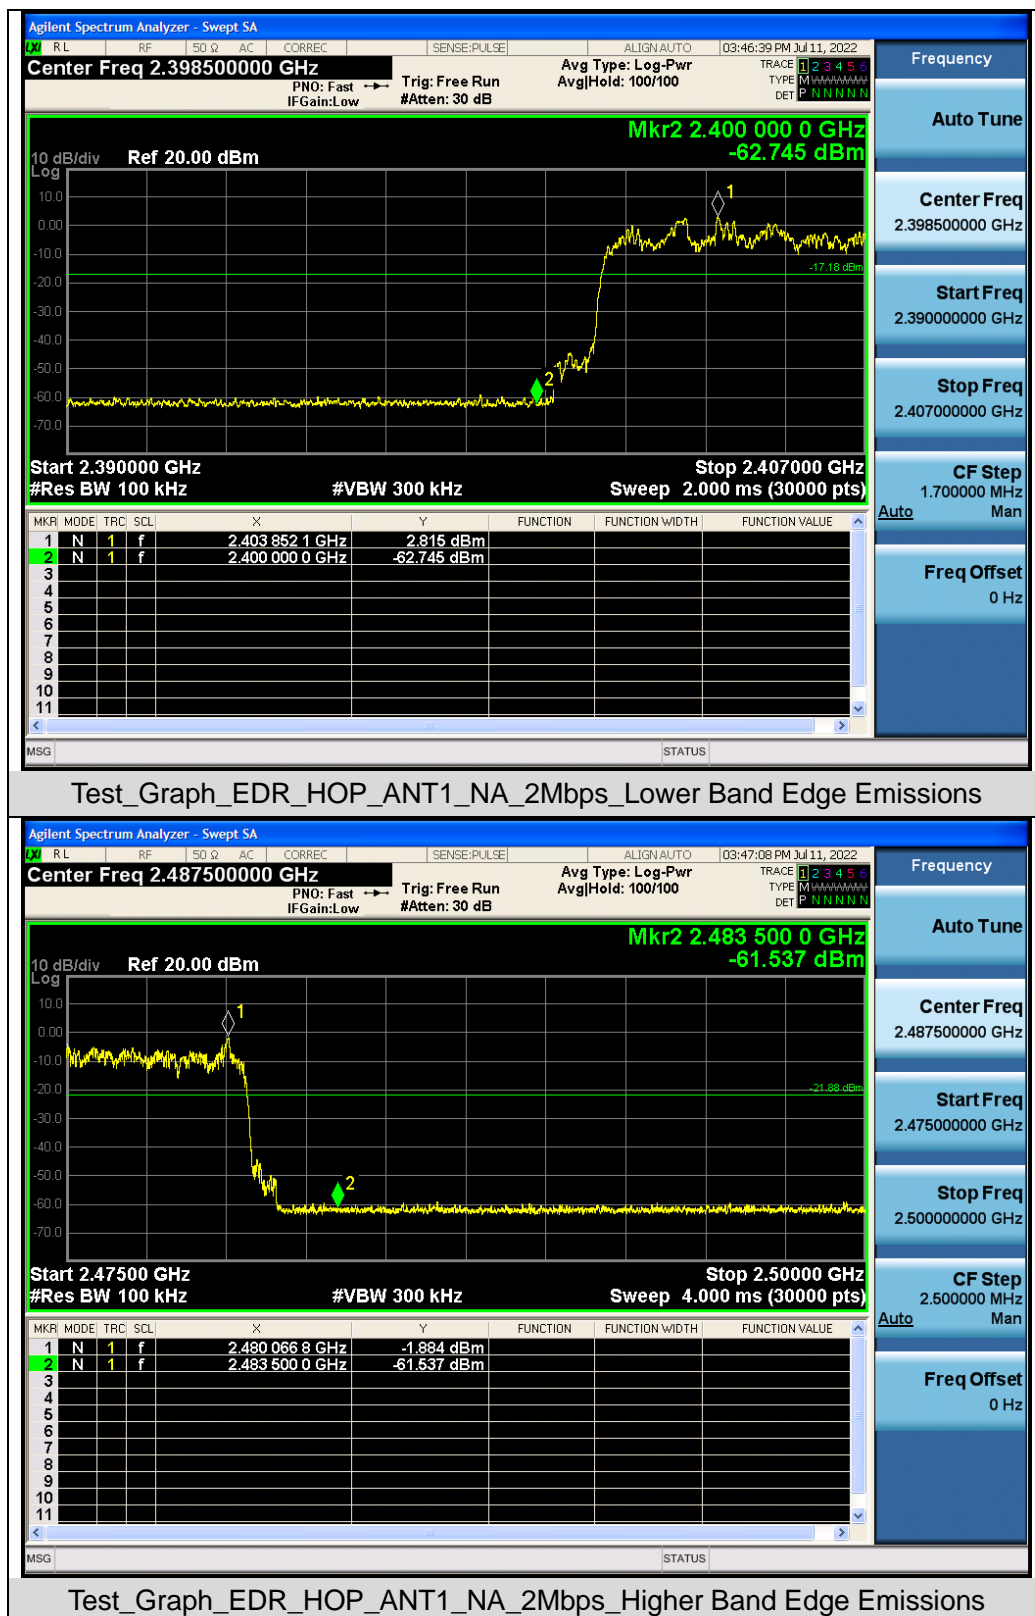 Agilent Spectrum Analyzer - Swept SA
LXI RL RF 50 Ω AC CORREC SENSE:PULSE ALIGN AUTO 03:46:39 PM Jul 11, 2022
Center Freq 2.398500000 GHz
PNO: Fast
IFGain:Low
Trig: Free Run
#Atten: 30 dB
Avg Type: Log-Pwr
Avg|Hold: 100/100
TRACE 1 2 3 4 5 6
TYPE M
DET P N N N N N
Mkr2 2.400 000 0 GHz
-62.745 dBm
10 dB/div Ref 20.00 dBm
Log
10.0
0.00
-10.0
-20.0
-30.0
-40.0
-50.0
-60.0
-70.0
1
2
-17.18 dBm
Start 2.390000 GHz Stop 2.407000 GHz
#Res BW 100 kHz #VBW 300 kHz Sweep 2.000 ms (30000 pts)
MKR MODE TRC SCL X Y FUNCTION FUNCTION WIDTH FUNCTION VALUE
1 N 1 f 2.403 852 1 GHz 2.815 dBm
2 N 1 f 2.400 000 0 GHz -62.745 dBm
3
4
5
6
7
8
9
10
11
MSG STATUS
Frequency
Auto Tune
Center Freq
2.398500000 GHz
Start Freq
2.390000000 GHz
Stop Freq
2.407000000 GHz
CF Step
1.700000 MHz
Auto Man
Freq Offset
0 Hz
Test_Graph_EDR_HOP_ANT1_NA_2Mbps_Lower Band Edge Emissions
Agilent Spectrum Analyzer - Swept SA
LXI RL RF 50 Ω AC CORREC SENSE:PULSE ALIGN AUTO 03:47:08 PM Jul 11, 2022
Center Freq 2.487500000 GHz
PNO: Fast
IFGain:Low
Trig: Free Run
#Atten: 30 dB
Avg Type: Log-Pwr
Avg|Hold: 100/100
TRACE 1 2 3 4 5 6
TYPE M
DET P N N N N N
Mkr2 2.483 500 0 GHz
-61.537 dBm
10 dB/div Ref 20.00 dBm
Log
10.0
0.00
-10.0
-20.0
-30.0
-40.0
-50.0
-60.0
-70.0
1
2
-21.88 dBm
Start 2.47500 GHz Stop 2.50000 GHz
#Res BW 100 kHz #VBW 300 kHz Sweep 4.000 ms (30000 pts)
MKR MODE TRC SCL X Y FUNCTION FUNCTION WIDTH FUNCTION VALUE
1 N 1 f 2.480 066 8 GHz -1.884 dBm
2 N 1 f 2.483 500 0 GHz -61.537 dBm
3
4
5
6
7
8
9
10
11
MSG STATUS
Frequency
Auto Tune
Center Freq
2.487500000 GHz
Start Freq
2.475000000 GHz
Stop Freq
2.500000000 GHz
CF Step
2.500000 MHz
Auto Man
Freq Offset
0 Hz
Test_Graph_EDR_HOP_ANT1_NA_2Mbps_Higher Band Edge Emissions